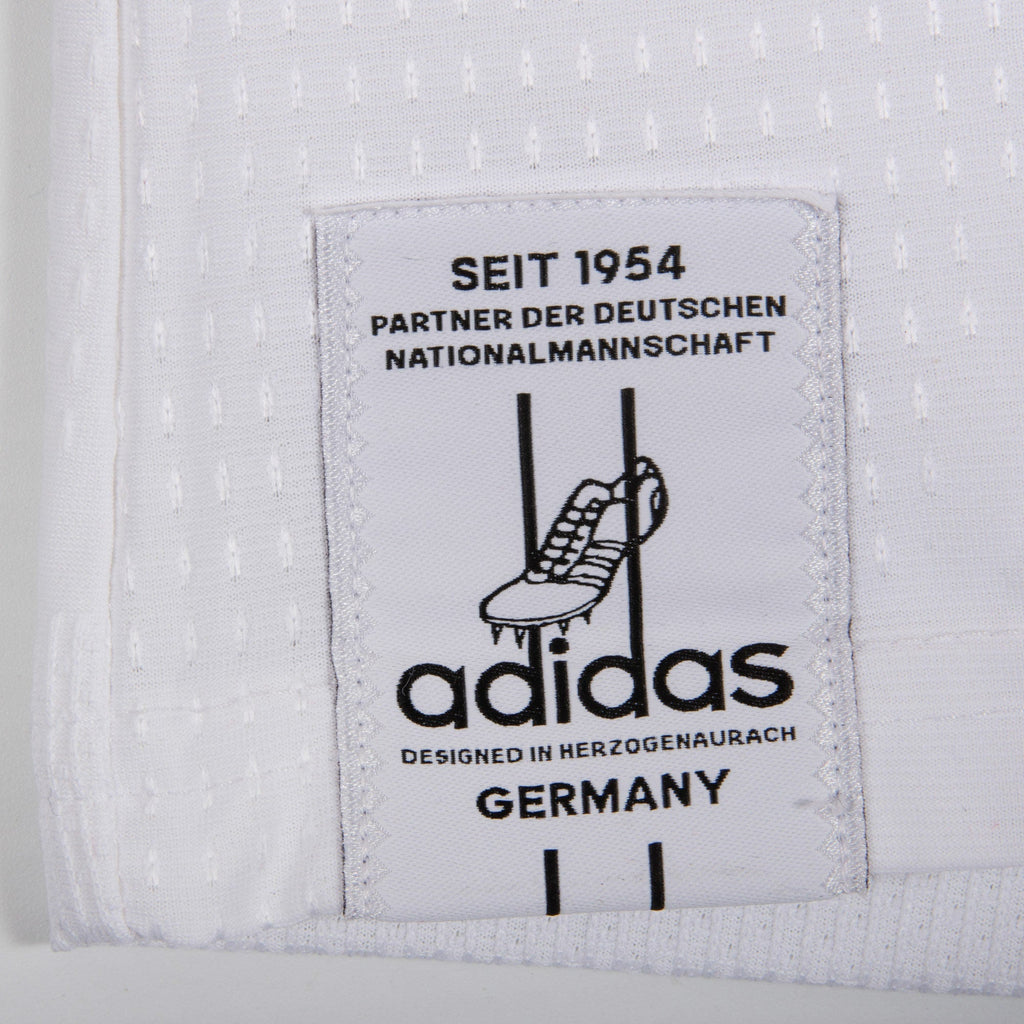 SEIT 1954
PARTNER DER DEUTSCHEN
NATIONALMANNSCHAFT
adidas
DESIGNED IN HERZOGENAURACH
GERMANY